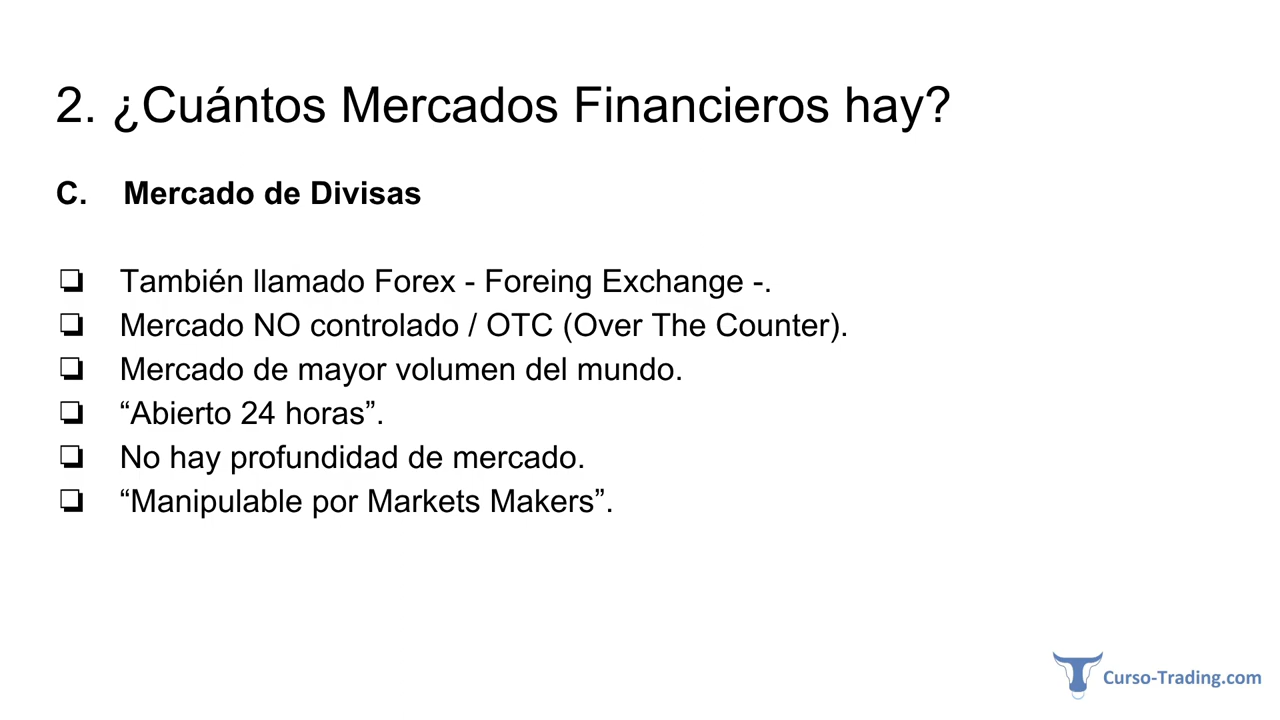 2. ¿Cuántos Mercados Financieros hay?
C. Mercado de Divisas
❏ También llamado Forex - Foreing Exchange -.
❏ Mercado NO controlado / OTC (Over The Counter).
❏ Mercado de mayor volumen del mundo.
❏ “Abierto 24 horas”.
❏ No hay profundidad de mercado.
❏ “Manipulable por Markets Makers”.
Curso-Trading.com